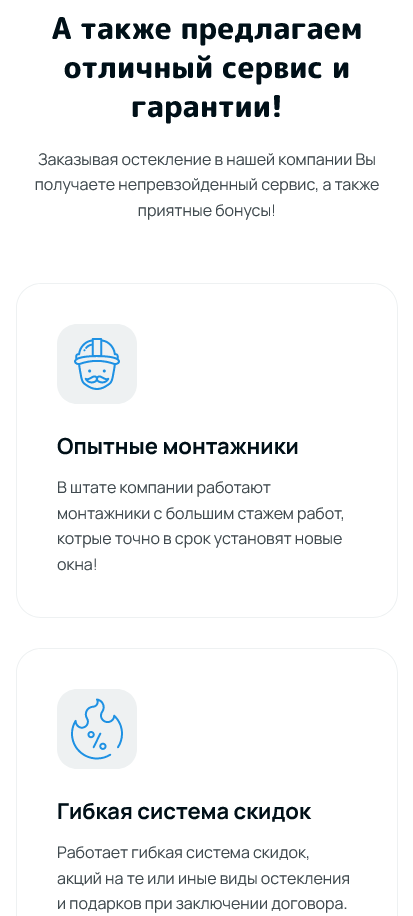 А также предлагаем
отличный сервис и
гарантии!
Заказывая остекление в нашей компании Вы
получаете непревзойденный сервис, а также
приятные бонусы!
Опытные монтажники
В штате компании работают
монтажники с большим стажем работ,
котрые точно в срок установят новые
окна!
%
Гибкая система скидок
Работает гибкая система скидок,
акций на те или иные виды остекления
и подарков при заключении договора.